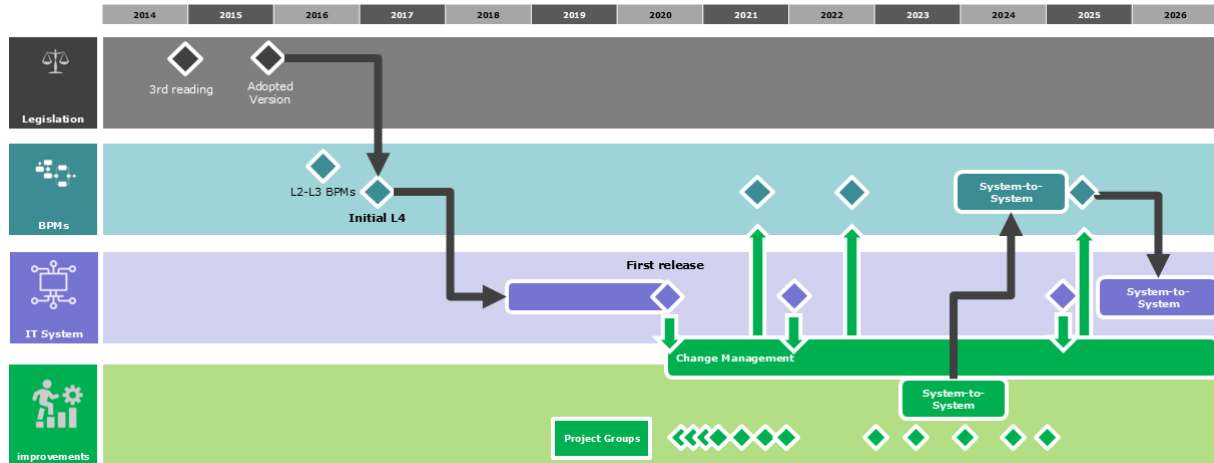 2014 2015 2016 2017 2018 2019 2020 2021 2022 2023 2024 2025 2026
Legislation
3rd reading
Adopted
Version
BPMs
L2-L3 BPMs
Initial L4
System-to-
System
IT System
First release
System-to-
System
Change Management
improvements
System-to-
System
Project Groups